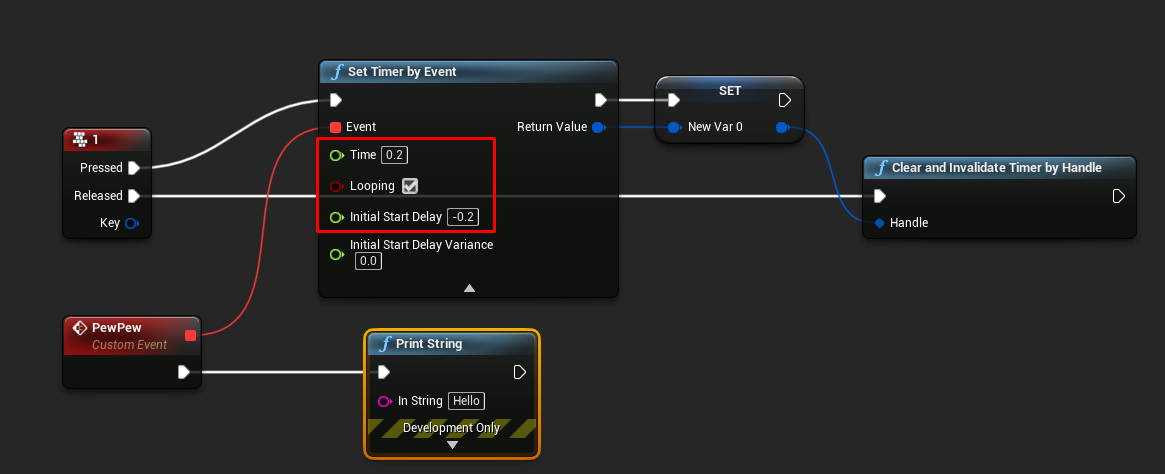 Set Timer by Event
SET
Event
Return Value
New Var 0
1
Pressed
Released
Key
Time 0.2
Looping
Initial Start Delay -0.2
Initial Start Delay Variance
0.0
Clear and Invalidate Timer by Handle
Handle
PewPew
Custom Event
Print String
In String Hello
Development Only